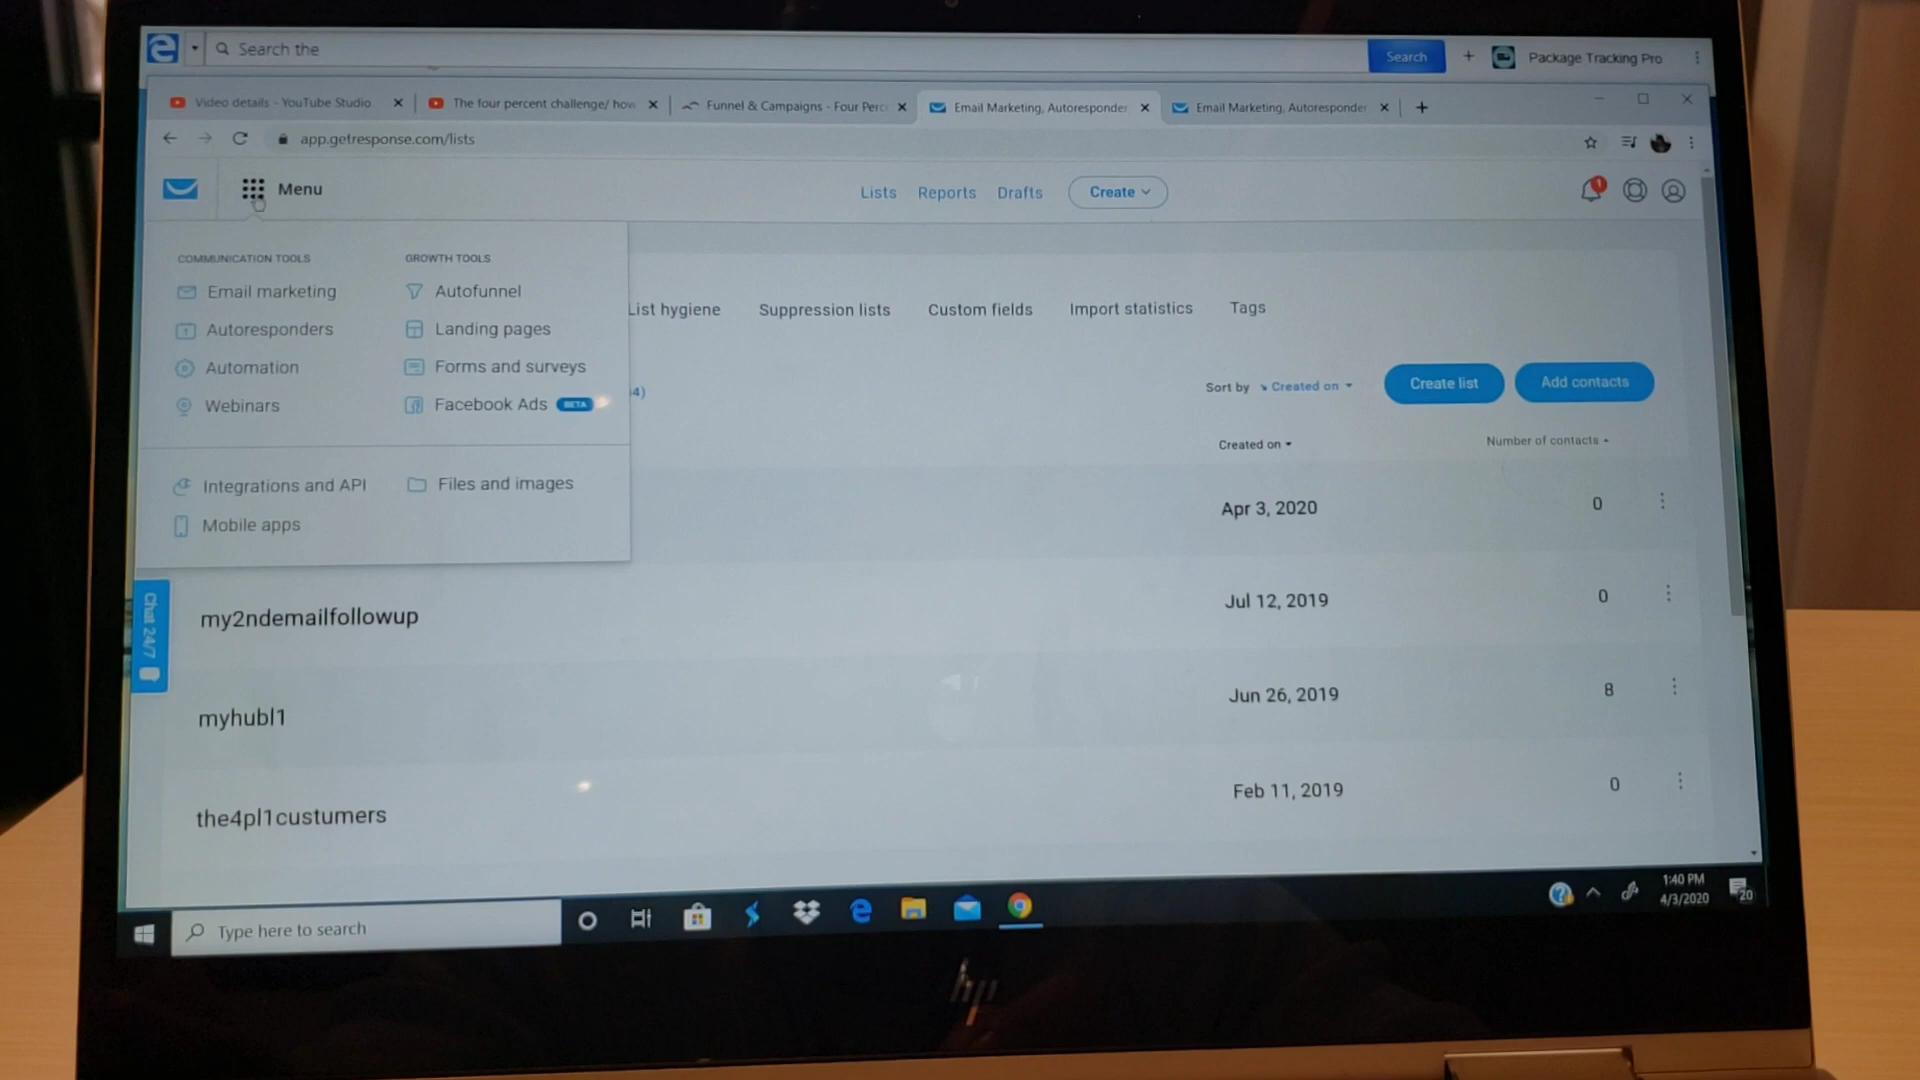 Search the
Search
Package Tracking Pro
Video details - YouTube Studio
The four percent challenge/ how
Funnel & Campaigns - Four Perc
Email Marketing, Autoresponder
Email Marketing, Autoresponder
app.getresponse.com/lists
Menu
Lists
Reports
Drafts
Create
1
COMMUNICATION TOOLS
GROWTH TOOLS
Email marketing
Autofunnel
Autoresponders
Landing pages
Automation
Forms and surveys
Webinars
Facebook Ads BETA
Integrations and API
Files and images
Mobile apps
List hygiene
Suppression lists
Custom fields
Import statistics
Tags
4)
Sort by Created on
Create list
Add contacts
Created on
Number of contacts
Apr 3, 2020
0
my2ndemailfollowup
Jul 12, 2019
0
myhubl1
Jun 26, 2019
8
the4pl1custumers
Feb 11, 2019
0
Chat 24/7
Type here to search
1:40 PM
4/3/2020
20
hp